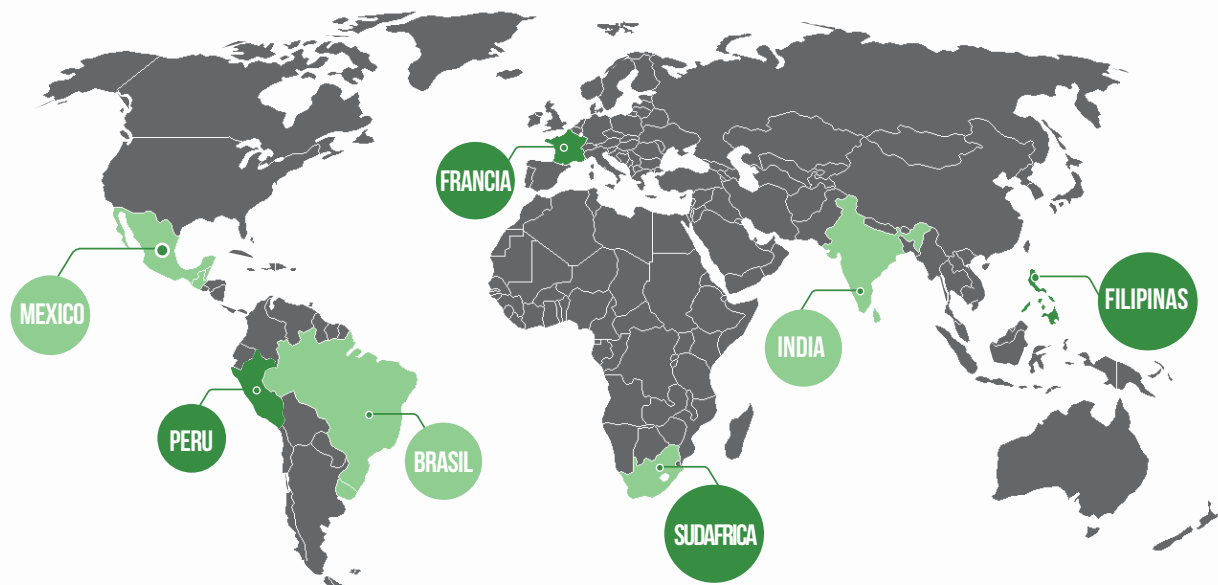 FRANCIA
MEXICO
FILIPINAS
INDIA
PERU
BRASIL
SUDAFRICA